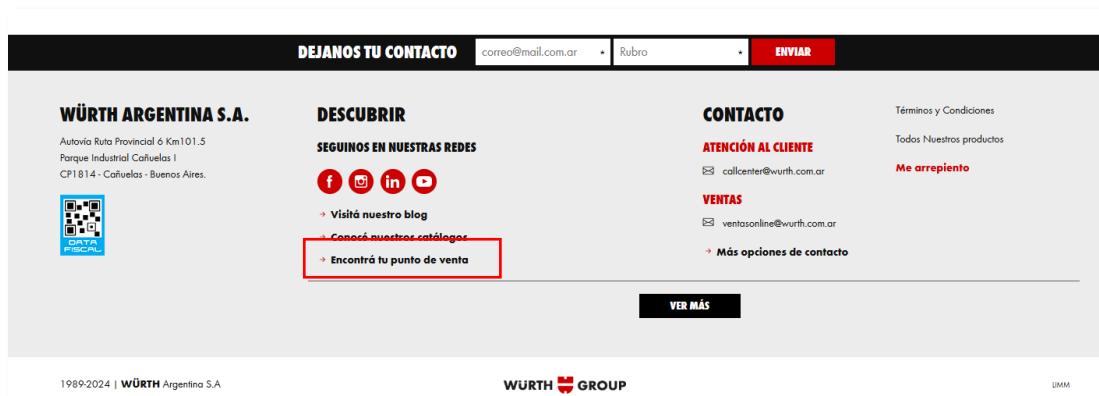 DEJANOS TU CONTACTO
correo@mail.com.ar *
Rubro *
ENVIAR
WÜRTH ARGENTINA S.A.
Autovía Ruta Provincial 6 Km101.5
Parque Industrial Cañuelas I
CP1814 - Cañuelas - Buenos Aires.
DATA
FISCAL
DESCUBRIR
SEGUINOS EN NUESTRAS REDES
→ Visitá nuestro blog
→ Conocé nuestros catálogos
→ Encontrá tu punto de venta
CONTACTO
ATENCIÓN AL CLIENTE
callcenter@wurth.com.ar
VENTAS
ventasonline@wurth.com.ar
→ Más opciones de contacto
Términos y Condiciones
Todos Nuestros productos
Me arrepiento
VER MÁS
1989-2024 | WÜRTH Argentina S.A
WÜRTH GROUP